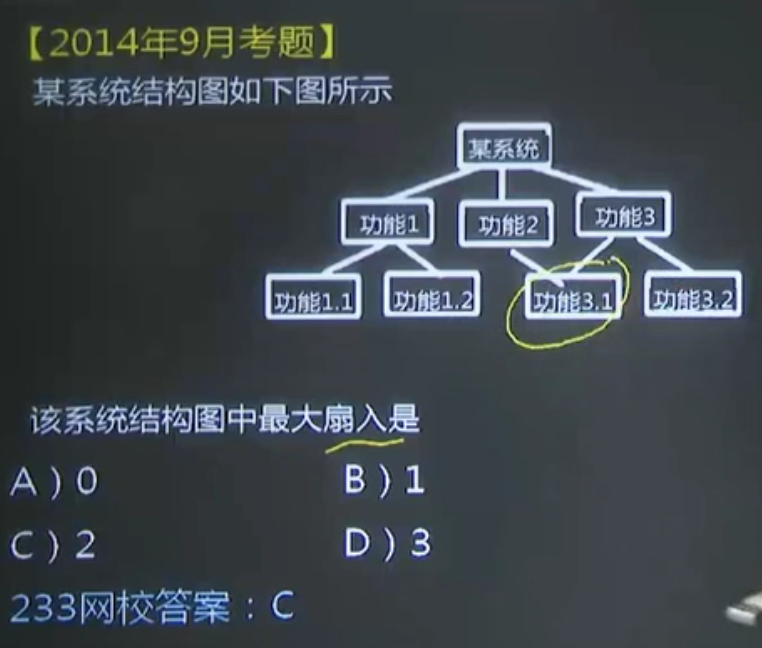 【2014年9月考题】
某系统结构图如下图所示
某系统
功能1
功能2
功能3
功能1.1
功能1.2
功能3.1
功能3.2
该系统结构图中最大扇入是
A）0
B）1
C）2
D）3
233网校答案：C